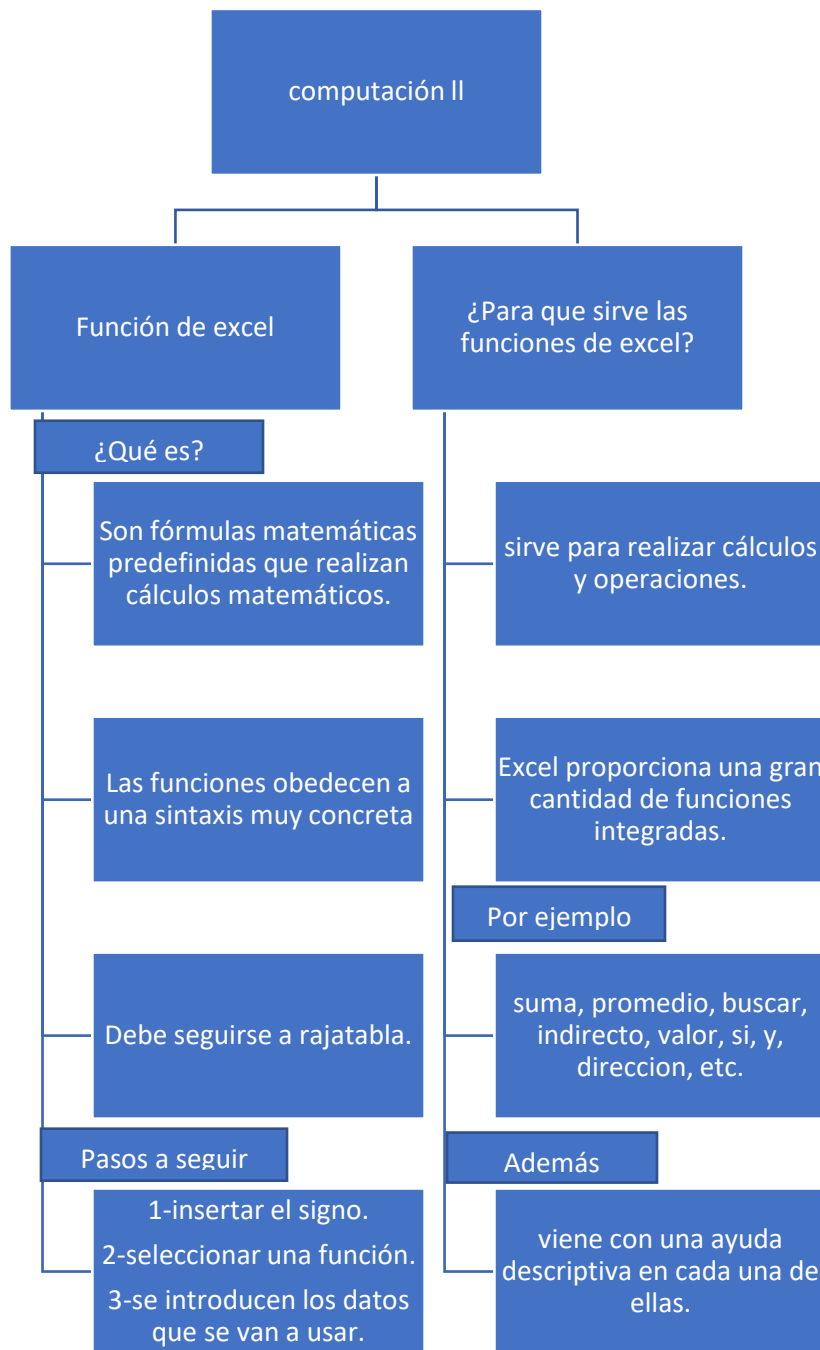 computación ll
Función de excel
¿Qué es?
Son fórmulas matemáticas
predefinidas que realizan
cálculos matemáticos.
Las funciones obedecen a
una sintaxis muy concreta
Debe seguirse a rajatabla.
Pasos a seguir
1-insertar el signo.
2-seleccionar una función.
3-se introducen los datos
que se van a usar.
¿Para que sirve las
funciones de excel?
sirve para realizar cálculos
y operaciones.
Excel proporciona una gran
cantidad de funciones
integradas.
Por ejemplo
suma, promedio, buscar,
indirecto, valor, si, y,
direccion, etc.
Además
viene con una ayuda
descriptiva en cada una de
ellas.